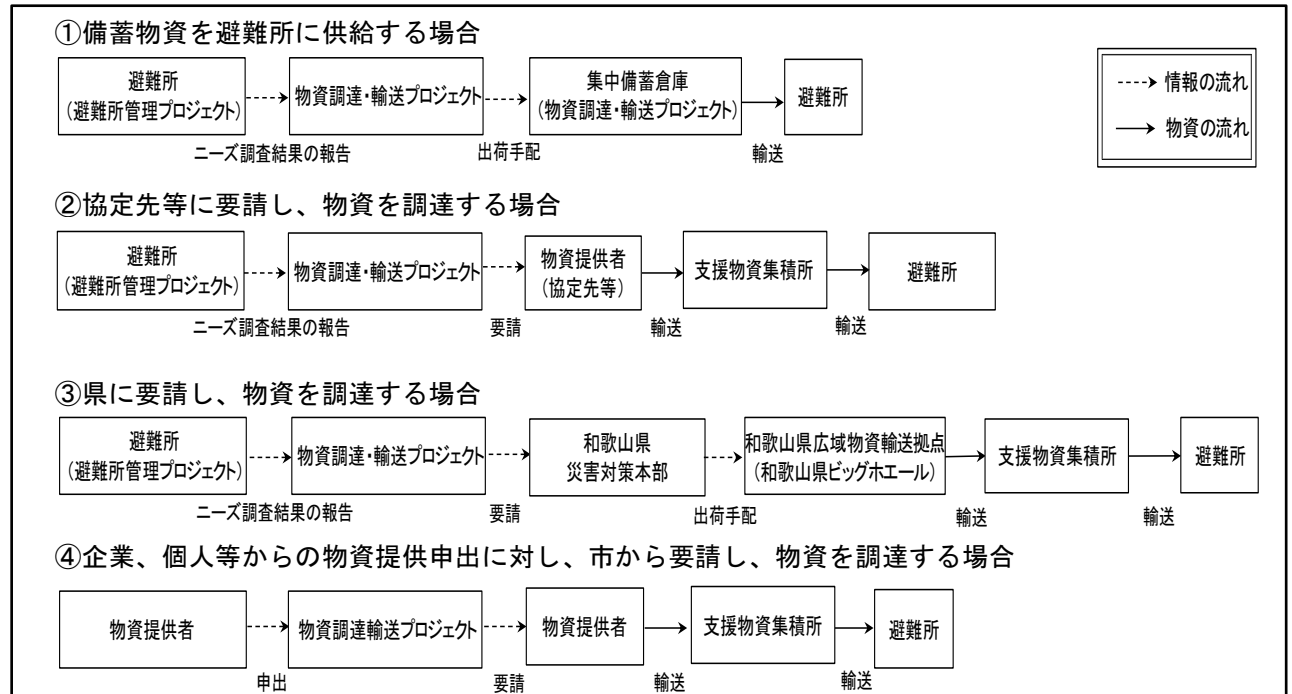 ①備蓄物資を避難所に供給する場合
避難所
(避難所管理プロジェクト)
物資調達・輸送プロジェクト
集中備蓄倉庫
(物資調達・輸送プロジェクト)
避難所
ニーズ調査結果の報告
出荷手配
輸送
情報の流れ
物資の流れ
②協定先等に要請し、物資を調達する場合
避難所
(避難所管理プロジェクト)
物資調達・輸送プロジェクト
物資提供者
(協定先等)
支援物資集積所
避難所
ニーズ調査結果の報告
要請
輸送
輸送
③県に要請し、物資を調達する場合
避難所
(避難所管理プロジェクト)
物資調達・輸送プロジェクト
和歌山県
災害対策本部
和歌山県広域物資輸送拠点
(和歌山県ビッグホエール)
支援物資集積所
避難所
ニーズ調査結果の報告
要請
出荷手配
輸送
輸送
④企業、個人等からの物資提供申出に対し、市から要請し、物資を調達する場合
物資提供者
物資調達輸送プロジェクト
物資提供者
支援物資集積所
避難所
申出
要請
輸送
輸送